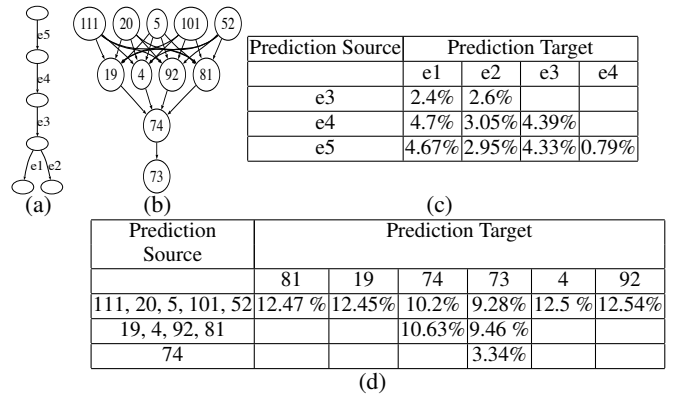 e5
e4
e3
e1 e2
(a)
111 20 5 101 52
19 4 92 81
74
73
(b)
Prediction Source Prediction Target
e1 e2 e3 e4
e3 2.4% 2.6%
e4 4.7% 3.05% 4.39%
e5 4.67% 2.95% 4.33% 0.79%
(c)
Prediction Source Prediction Target
81 19 74 73 4 92
111, 20, 5, 101, 52 12.47 % 12.45% 10.2% 9.28% 12.5 % 12.54%
19, 4, 92, 81 10.63% 9.46 %
74 3.34%
(d)